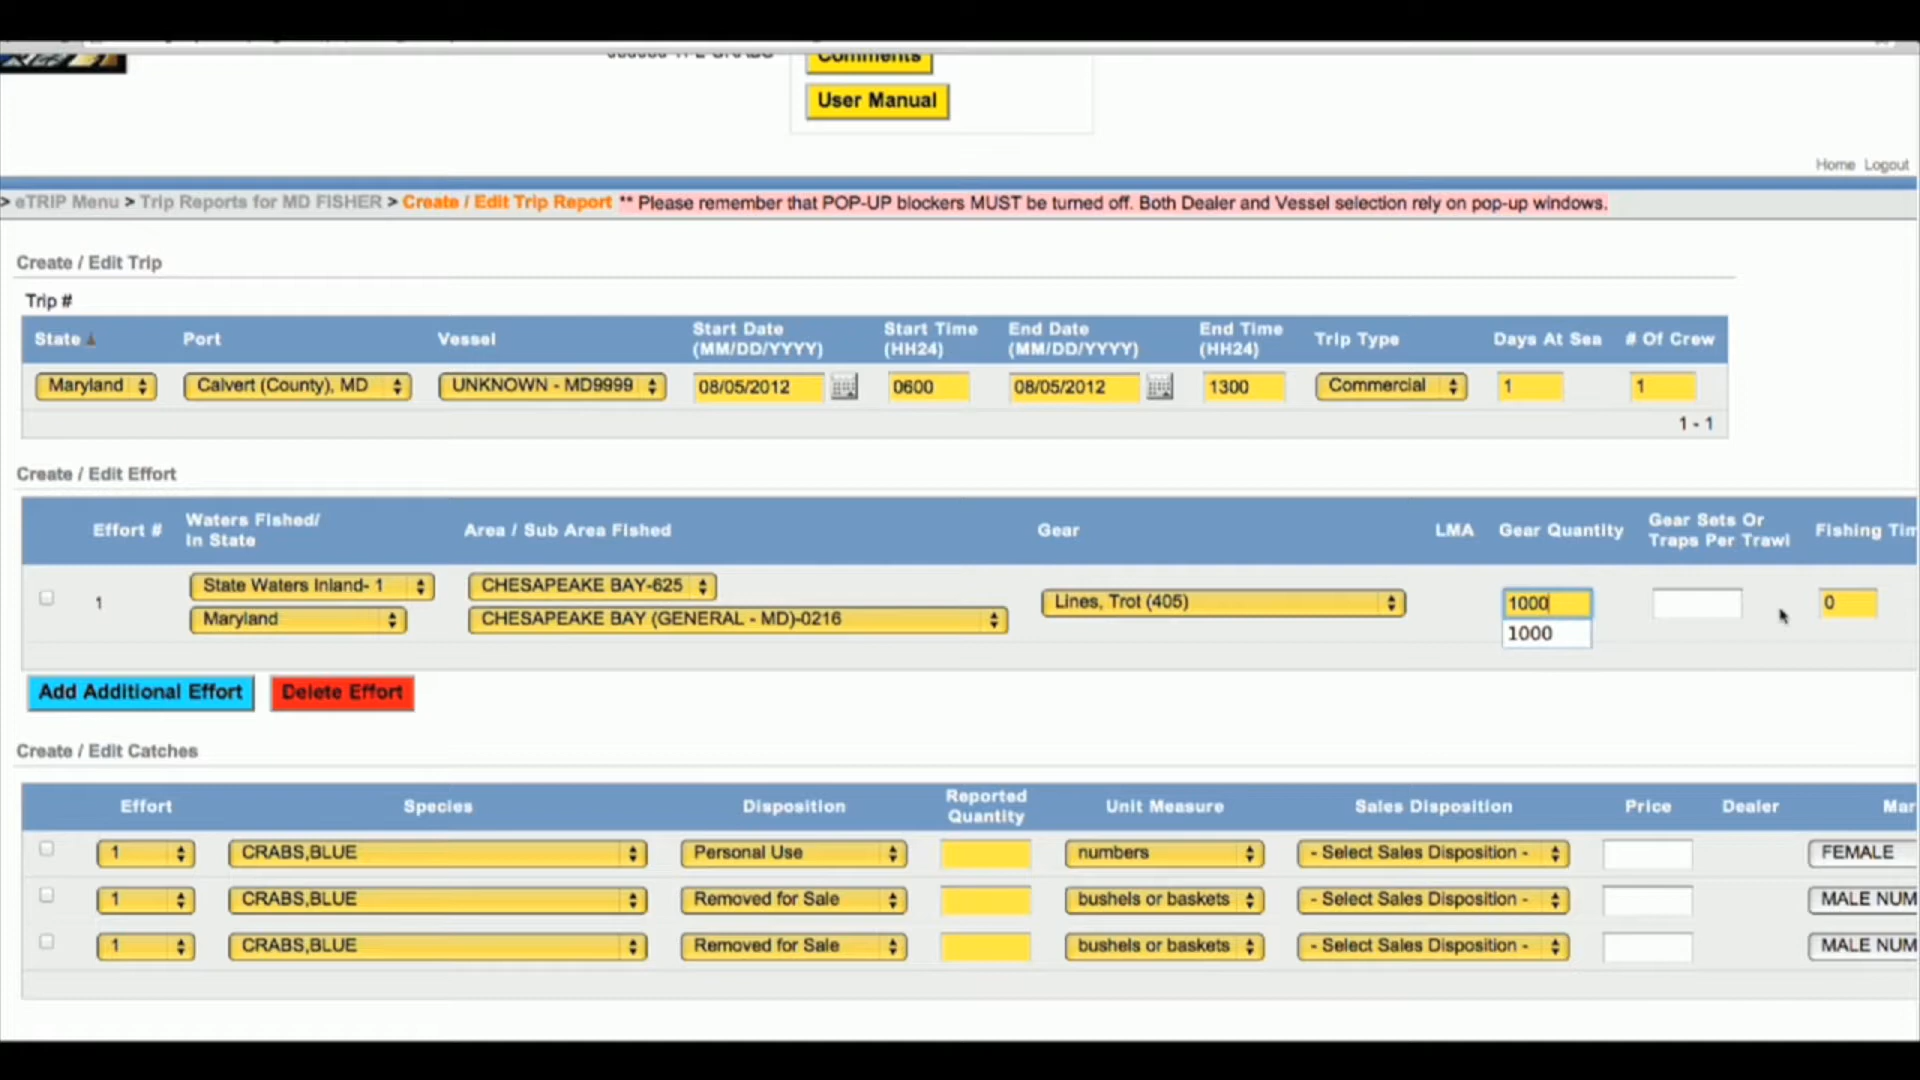 Comments
User Manual
Home Logout
> eTRIP Menu > Trip Reports for MD FISHER > Create / Edit Trip Report ** Please remember that POP-UP blockers MUST be turned off. Both Dealer and Vessel selection rely on pop-up windows.
Create / Edit Trip
Trip #
State Port Vessel Start Date (MM/DD/YYYY) Start Time (HH24) End Date (MM/DD/YYYY) End Time (HH24) Trip Type Days At Sea # Of Crew
Maryland Calvert (County), MD UNKNOWN - MD9999 08/05/2012 0600 08/05/2012 1300 Commercial 1 1
1 - 1
Create / Edit Effort
Effort # Waters Fished/ In State Area / Sub Area Fished Gear LMA Gear Quantity Gear Sets Or Traps Per Trawl Fishing Tim
State Waters Inland- 1 CHESAPEAKE BAY-625
1 Lines, Trot (405) 1000 0
Maryland CHESAPEAKE BAY (GENERAL - MD)-0216
1000
Add Additional Effort Delete Effort
Create / Edit Catches
Effort Species Disposition Reported Quantity Unit Measure Sales Disposition Price Dealer Mar
1 CRABS,BLUE Personal Use numbers - Select Sales Disposition - FEMALE
1 CRABS,BLUE Removed for Sale bushels or baskets - Select Sales Disposition - MALE NUM
1 CRABS,BLUE Removed for Sale bushels or baskets - Select Sales Disposition - MALE NUM